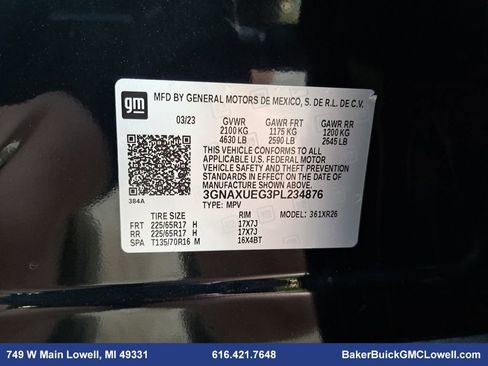 gm
MFD BY GENERAL MOTORS DE MEXICO, S. DE R.L. DE C.V.
03/23 GVWR GAWR FRT GAWR RR
2100 KG 1175 KG 1200 KG
4630 LB 2590 LB 2645 LB
THIS VEHICLE CONFORMS TO ALL
APPLICABLE U.S. FEDERAL MOTOR
VEHICLE SAFETY AND THEFT PREVENTION
STANDARDS IN EFFECT ON THE DATE OF
MANUFACTURE SHOWN ABOVE.
384A
3GNAXUEG3PL234876
TYPE: MPV
TIRE SIZE RIM MODEL: 361XR26
FRT 225/65R17 H 17X7J
RR 225/65R17 H 17X7J
SPA T135/70R16 M 16X4BT
749 W Main Lowell, MI 49331 616.421.7648 BakerBuickGMCLowell.com